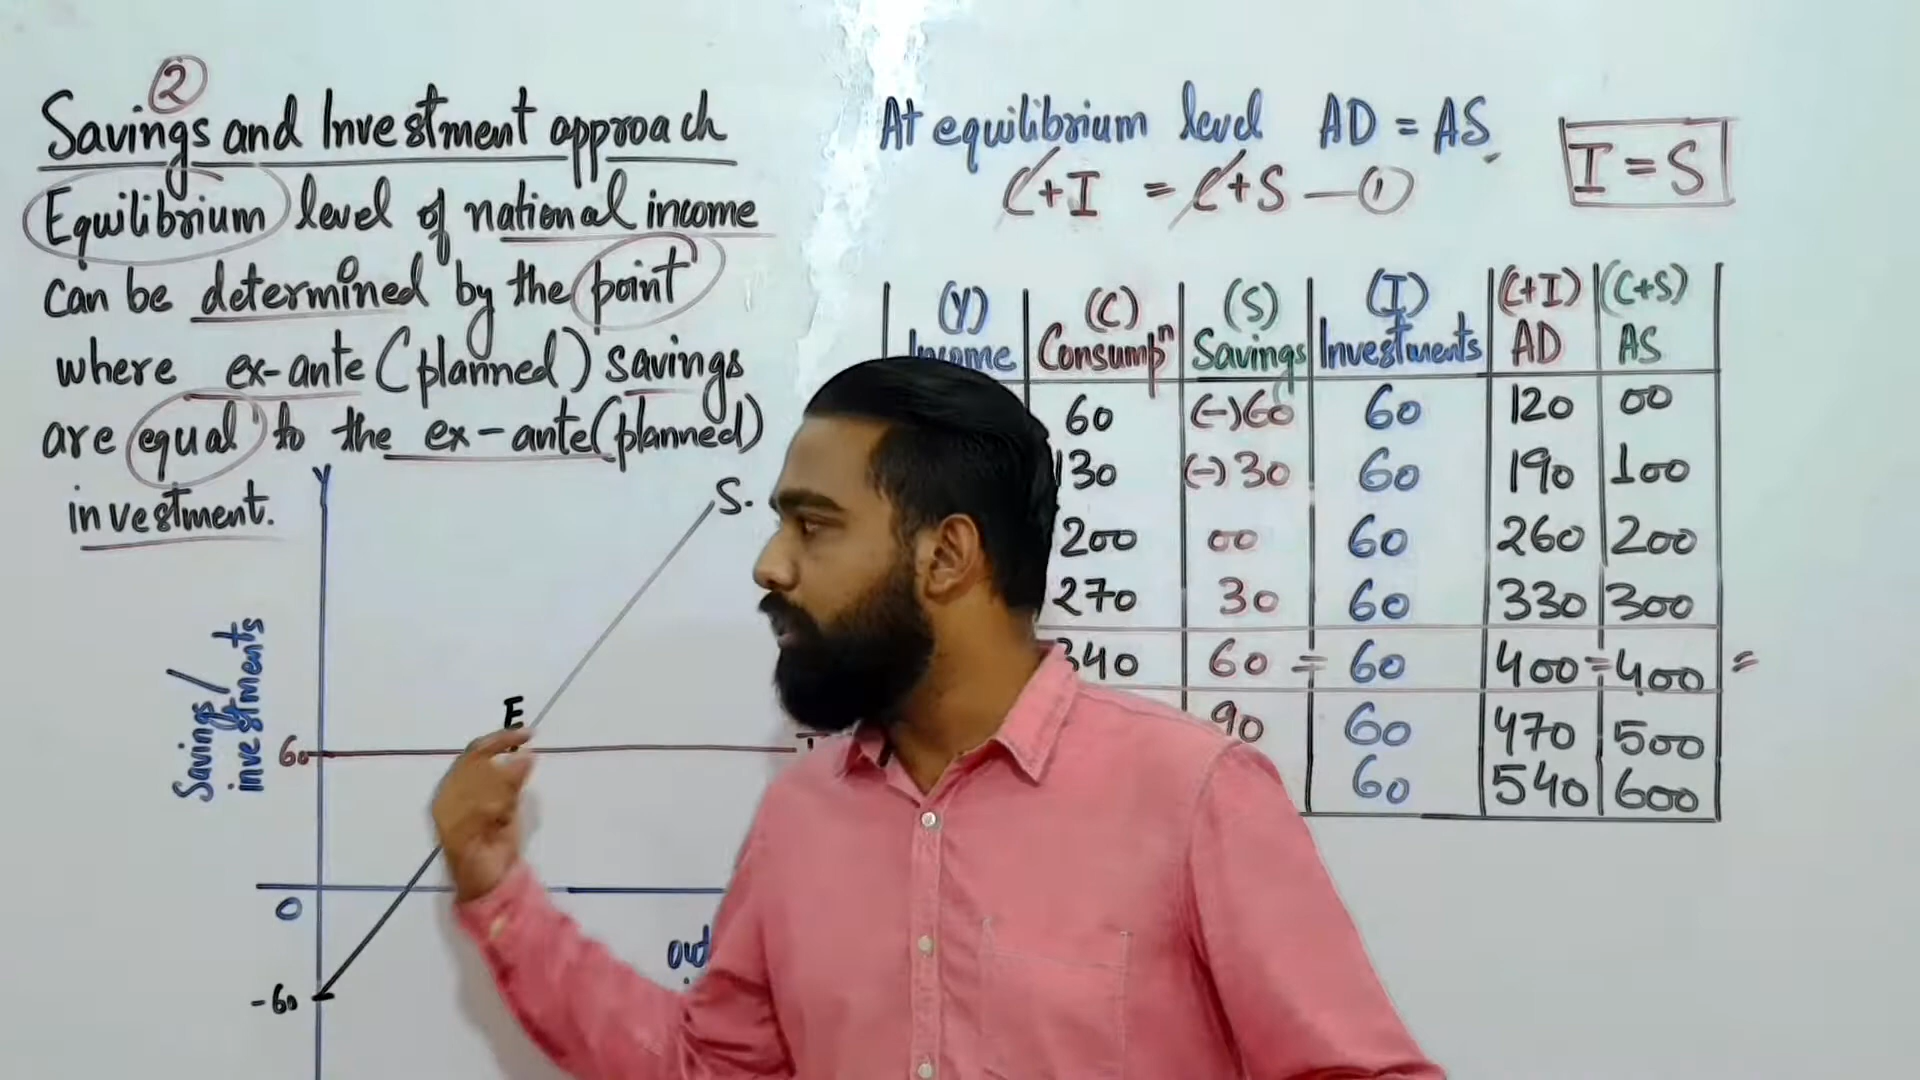 ②
Savings and Investment approach
Equilibrium level of national income
can be determined by the point
where ex-ante (planned) savings
are equal to the ex-ante (planned)
investment.
Y
S.
Savings/
investments
E
60
0
-60
At equilibrium level AD = AS
C+I = C+S —①
I = S
(Y) (C) (S) (I) (C+I) (C+S)
Income Consumpⁿ Savings Investments AD AS
60 (-)60 60 120 00
130 (-)30 60 190 100
200 00 60 260 200
270 30 60 330 300
340 60 = 60 400 = 400 =
90 60 470 500
60 540 600